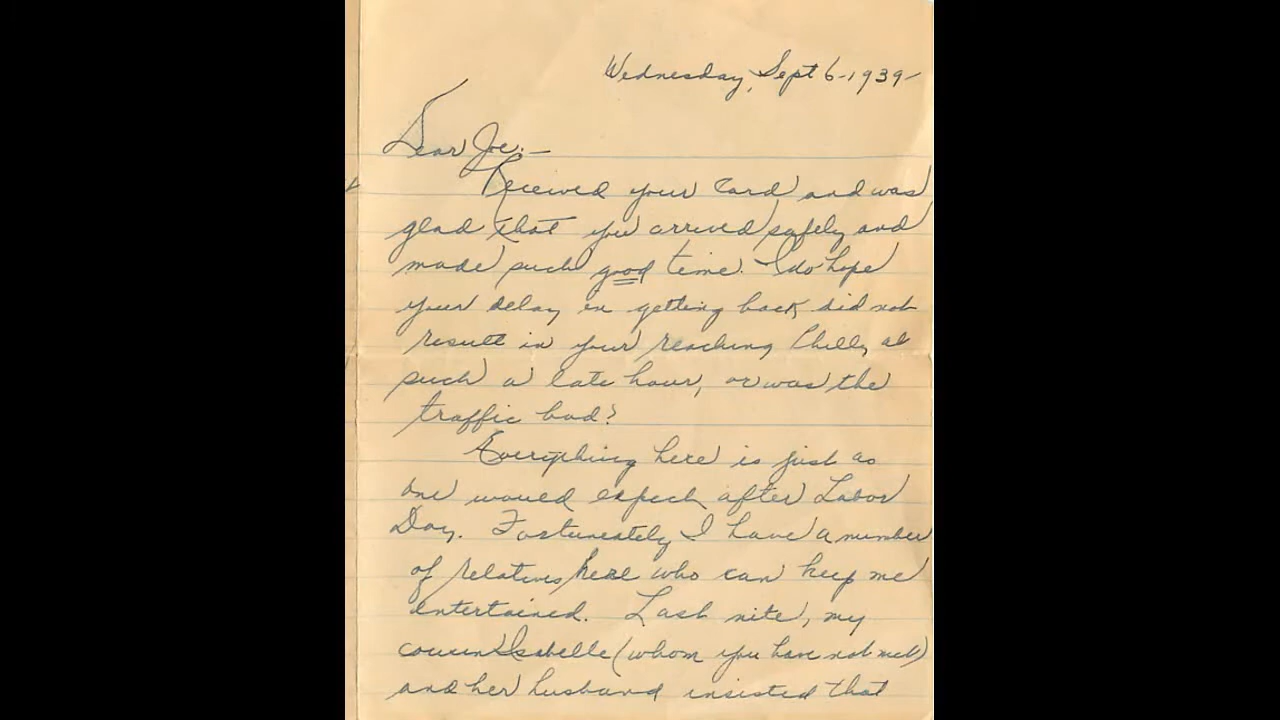 Wednesday, Sept 6-1939-
Dear Joe:-
Received your card and was
glad that you arrived safely and
made such good time. I do hope
your delay in getting back did not
result in your reaching Philly at
such a late hour, or was the
traffic bad?
Everything here is just as
one would expect after Labor
Day. Fortunately I have a number
of relatives here who can keep me
entertained. Last nite, my
cousin Isabelle (whom you have not met)
and her husband insisted that